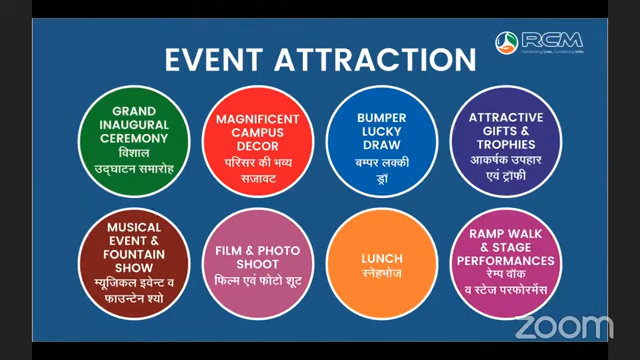 RCM
EVENT ATTRACTION
GRAND
INAUGURAL
CEREMONY
विशाल
उद्घाटन समारोह
MAGNIFICENT
CAMPUS
DECOR
परिसर की भव्य
सजावट
BUMPER
LUCKY
DRAW
बम्पर लक्की
ड्रॉ
ATTRACTIVE
GIFTS &
TROPHIES
आकर्षक उपहार
एवं ट्रॉफी
MUSICAL
EVENT &
FOUNTAIN
SHOW
म्यूजिकल इवेन्ट व
फाउन्टेन श्यो
FILM & PHOTO
SHOOT
फिल्म एवं फोटो शूट
LUNCH
स्नेहभोज
RAMP WALK
& STAGE
PERFORMANCES
रेम्प वॉक
व स्टेज परफोरमेंस
zoom